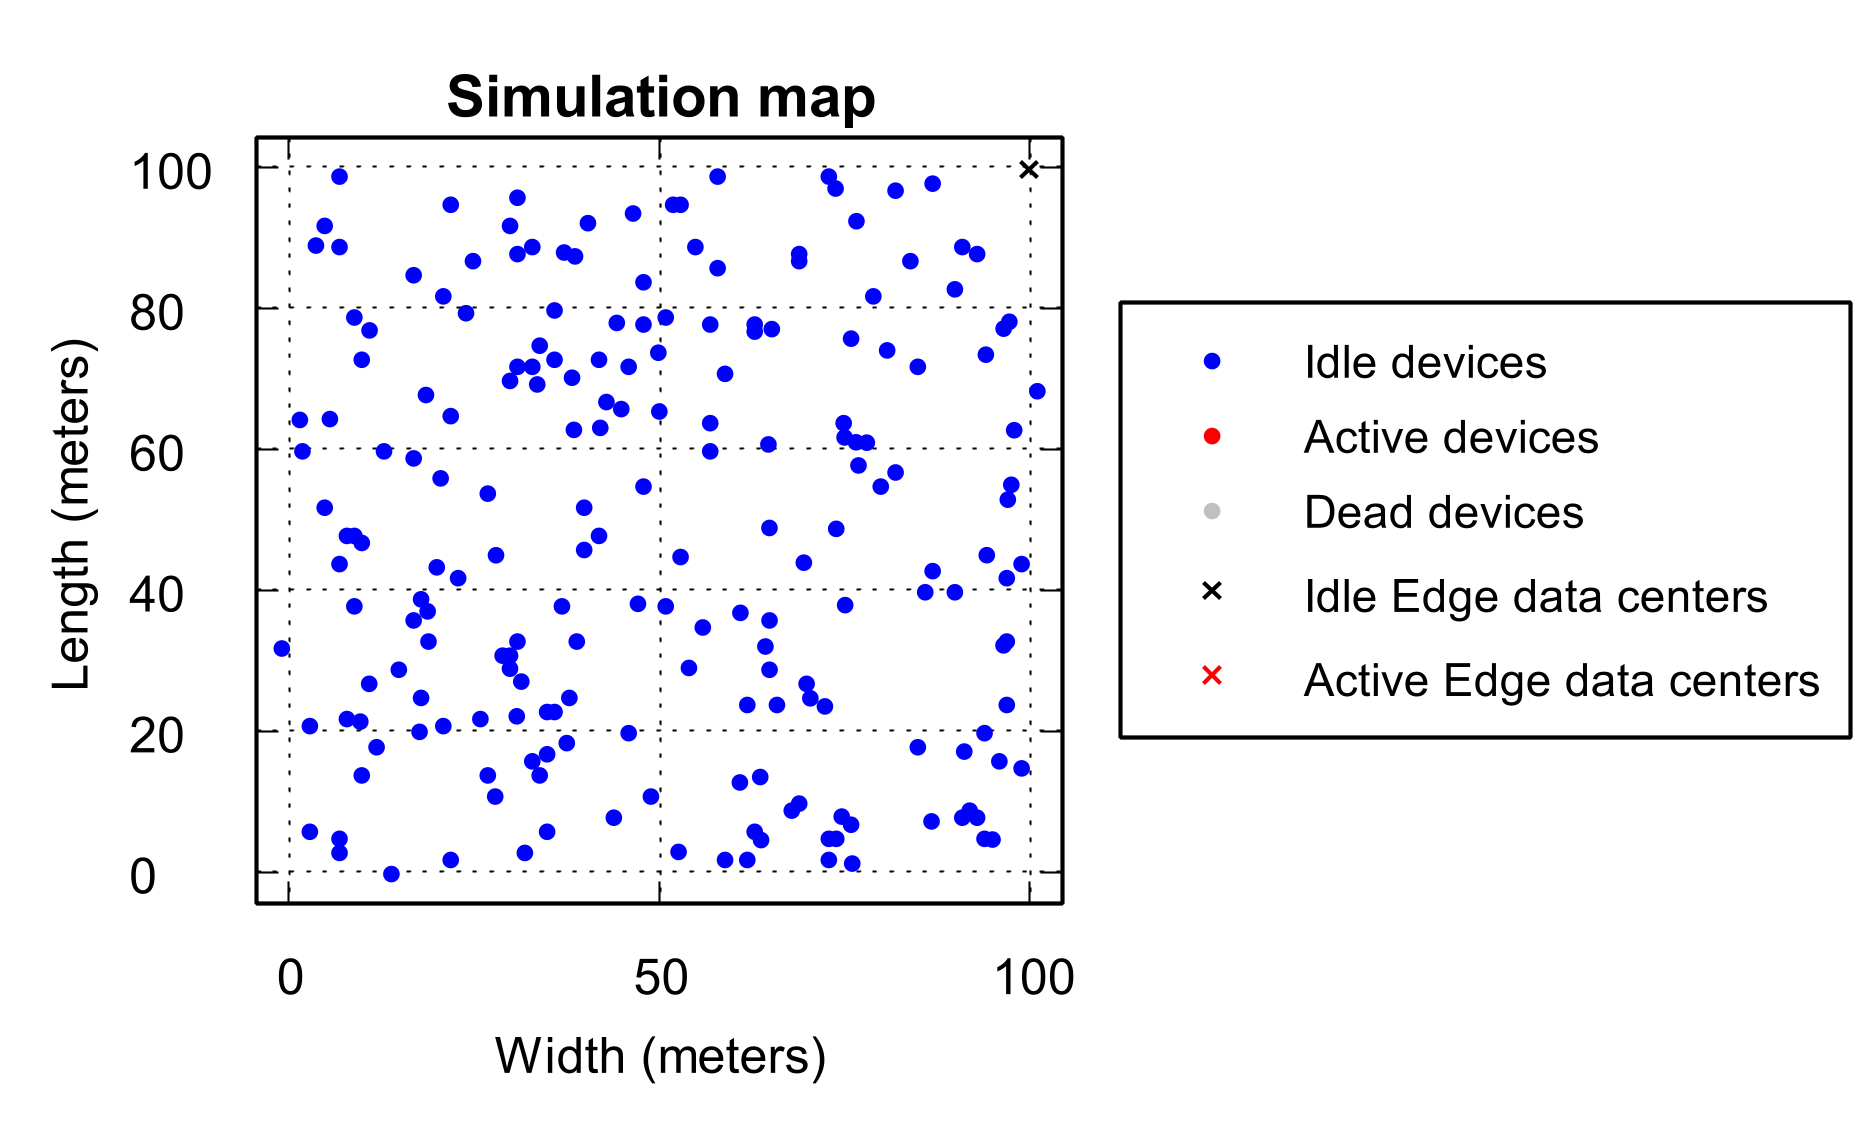 Simulation map
100
80
60
40
20
0
Length (meters)
0 50 100
Width (meters)
Idle devices
Active devices
Dead devices
Idle Edge data centers
Active Edge data centers